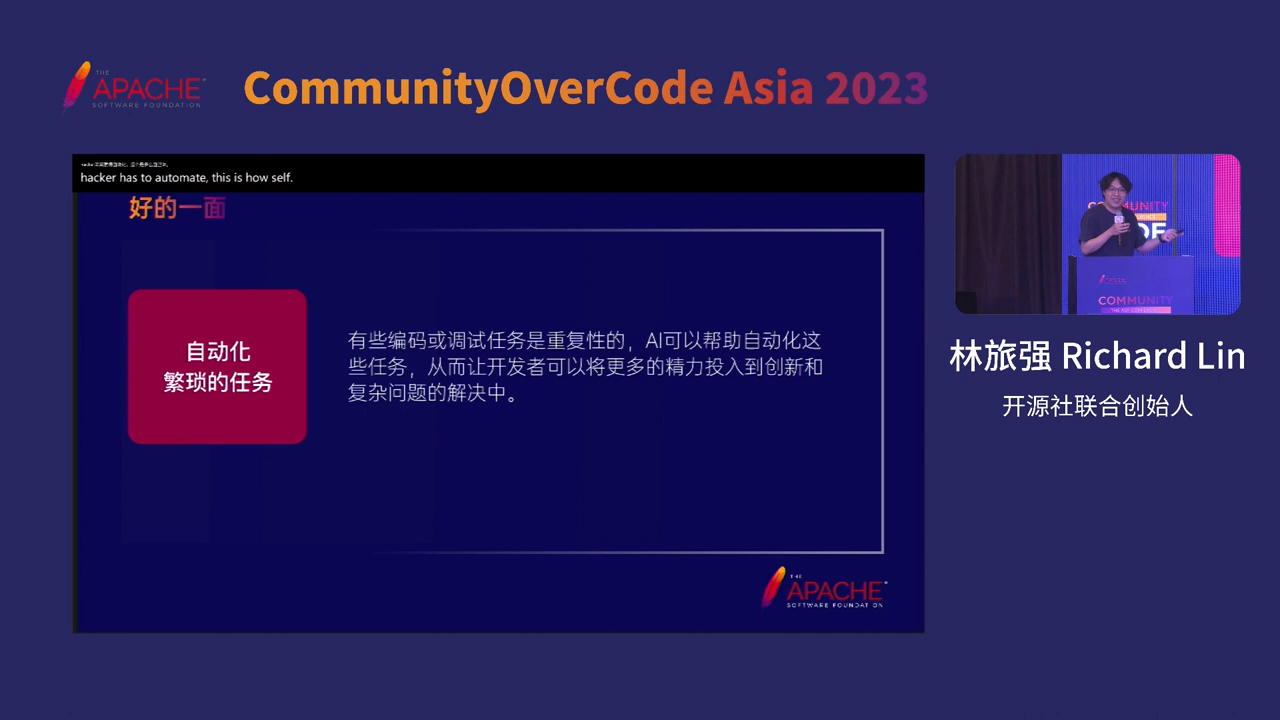 THE
APACHE
SOFTWARE FOUNDATION
CommunityOverCode Asia 2023
hacker has to automate, this is how self.
好的一面
自动化
繁琐的任务
有些编码或调试任务是重复性的，AI可以帮助自动化这
些任务，从而让开发者可以将更多的精力投入到创新和
复杂问题的解决中。
THE
APACHE
SOFTWARE FOUNDATION
COMMUNITY
林旅强 Richard Lin
开源社联合创始人